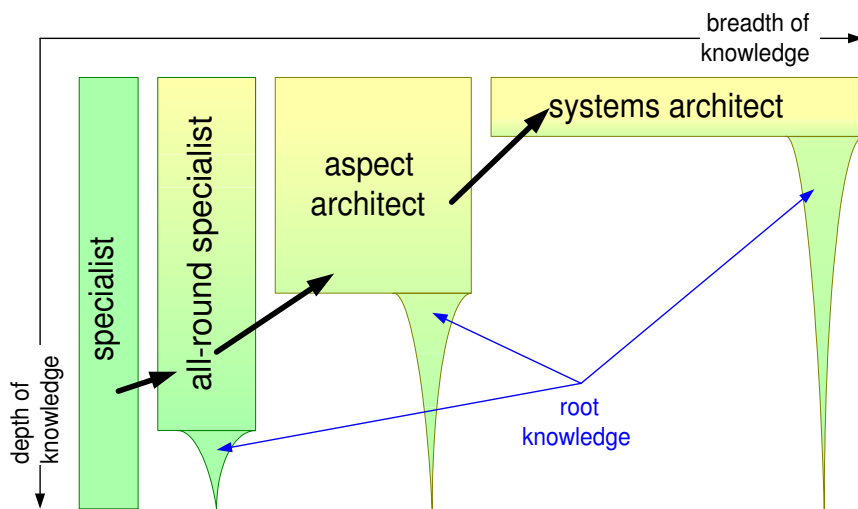 breadth of
knowledge
systems architect
aspect
architect
all-round specialist
specialist
depth of
knowledge
root
knowledge